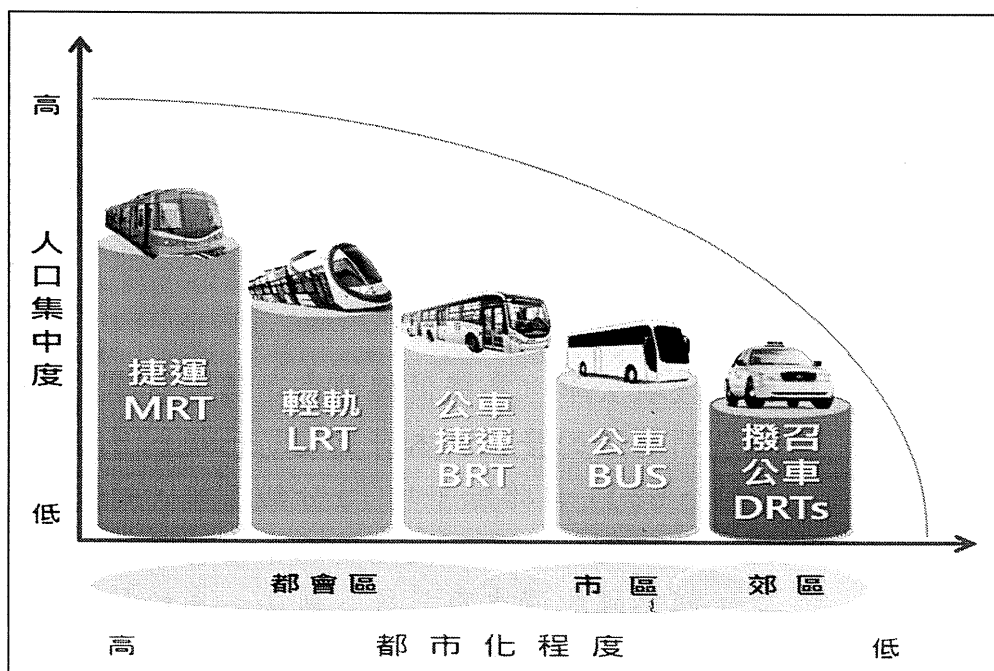 高
人口集中度
低
捷運
MRT
輕軌
LRT
公車
捷運
BRT
公車
BUS
撥召
公車
DRTs
都會區
市區
郊區
高
都市化程度
低